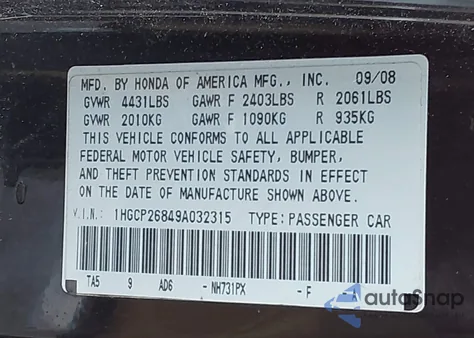 MFD. BY HONDA OF AMERICA MFG., INC. 09/08
GVWR 4431LBS GAWR F 2403LBS R 2061LBS
GVWR 2010KG GAWR F 1090KG R 935KG
THIS VEHICLE CONFORMS TO ALL APPLICABLE
FEDERAL MOTOR VEHICLE SAFETY, BUMPER,
AND THEFT PREVENTION STANDARDS IN EFFECT
ON THE DATE OF MANUFACTURE SHOWN ABOVE.
V.I.N.: 1HGCP26849A032315 TYPE: PASSENGER CAR
TA5 9 AD6 - NH731PX - F - A
autoSnap